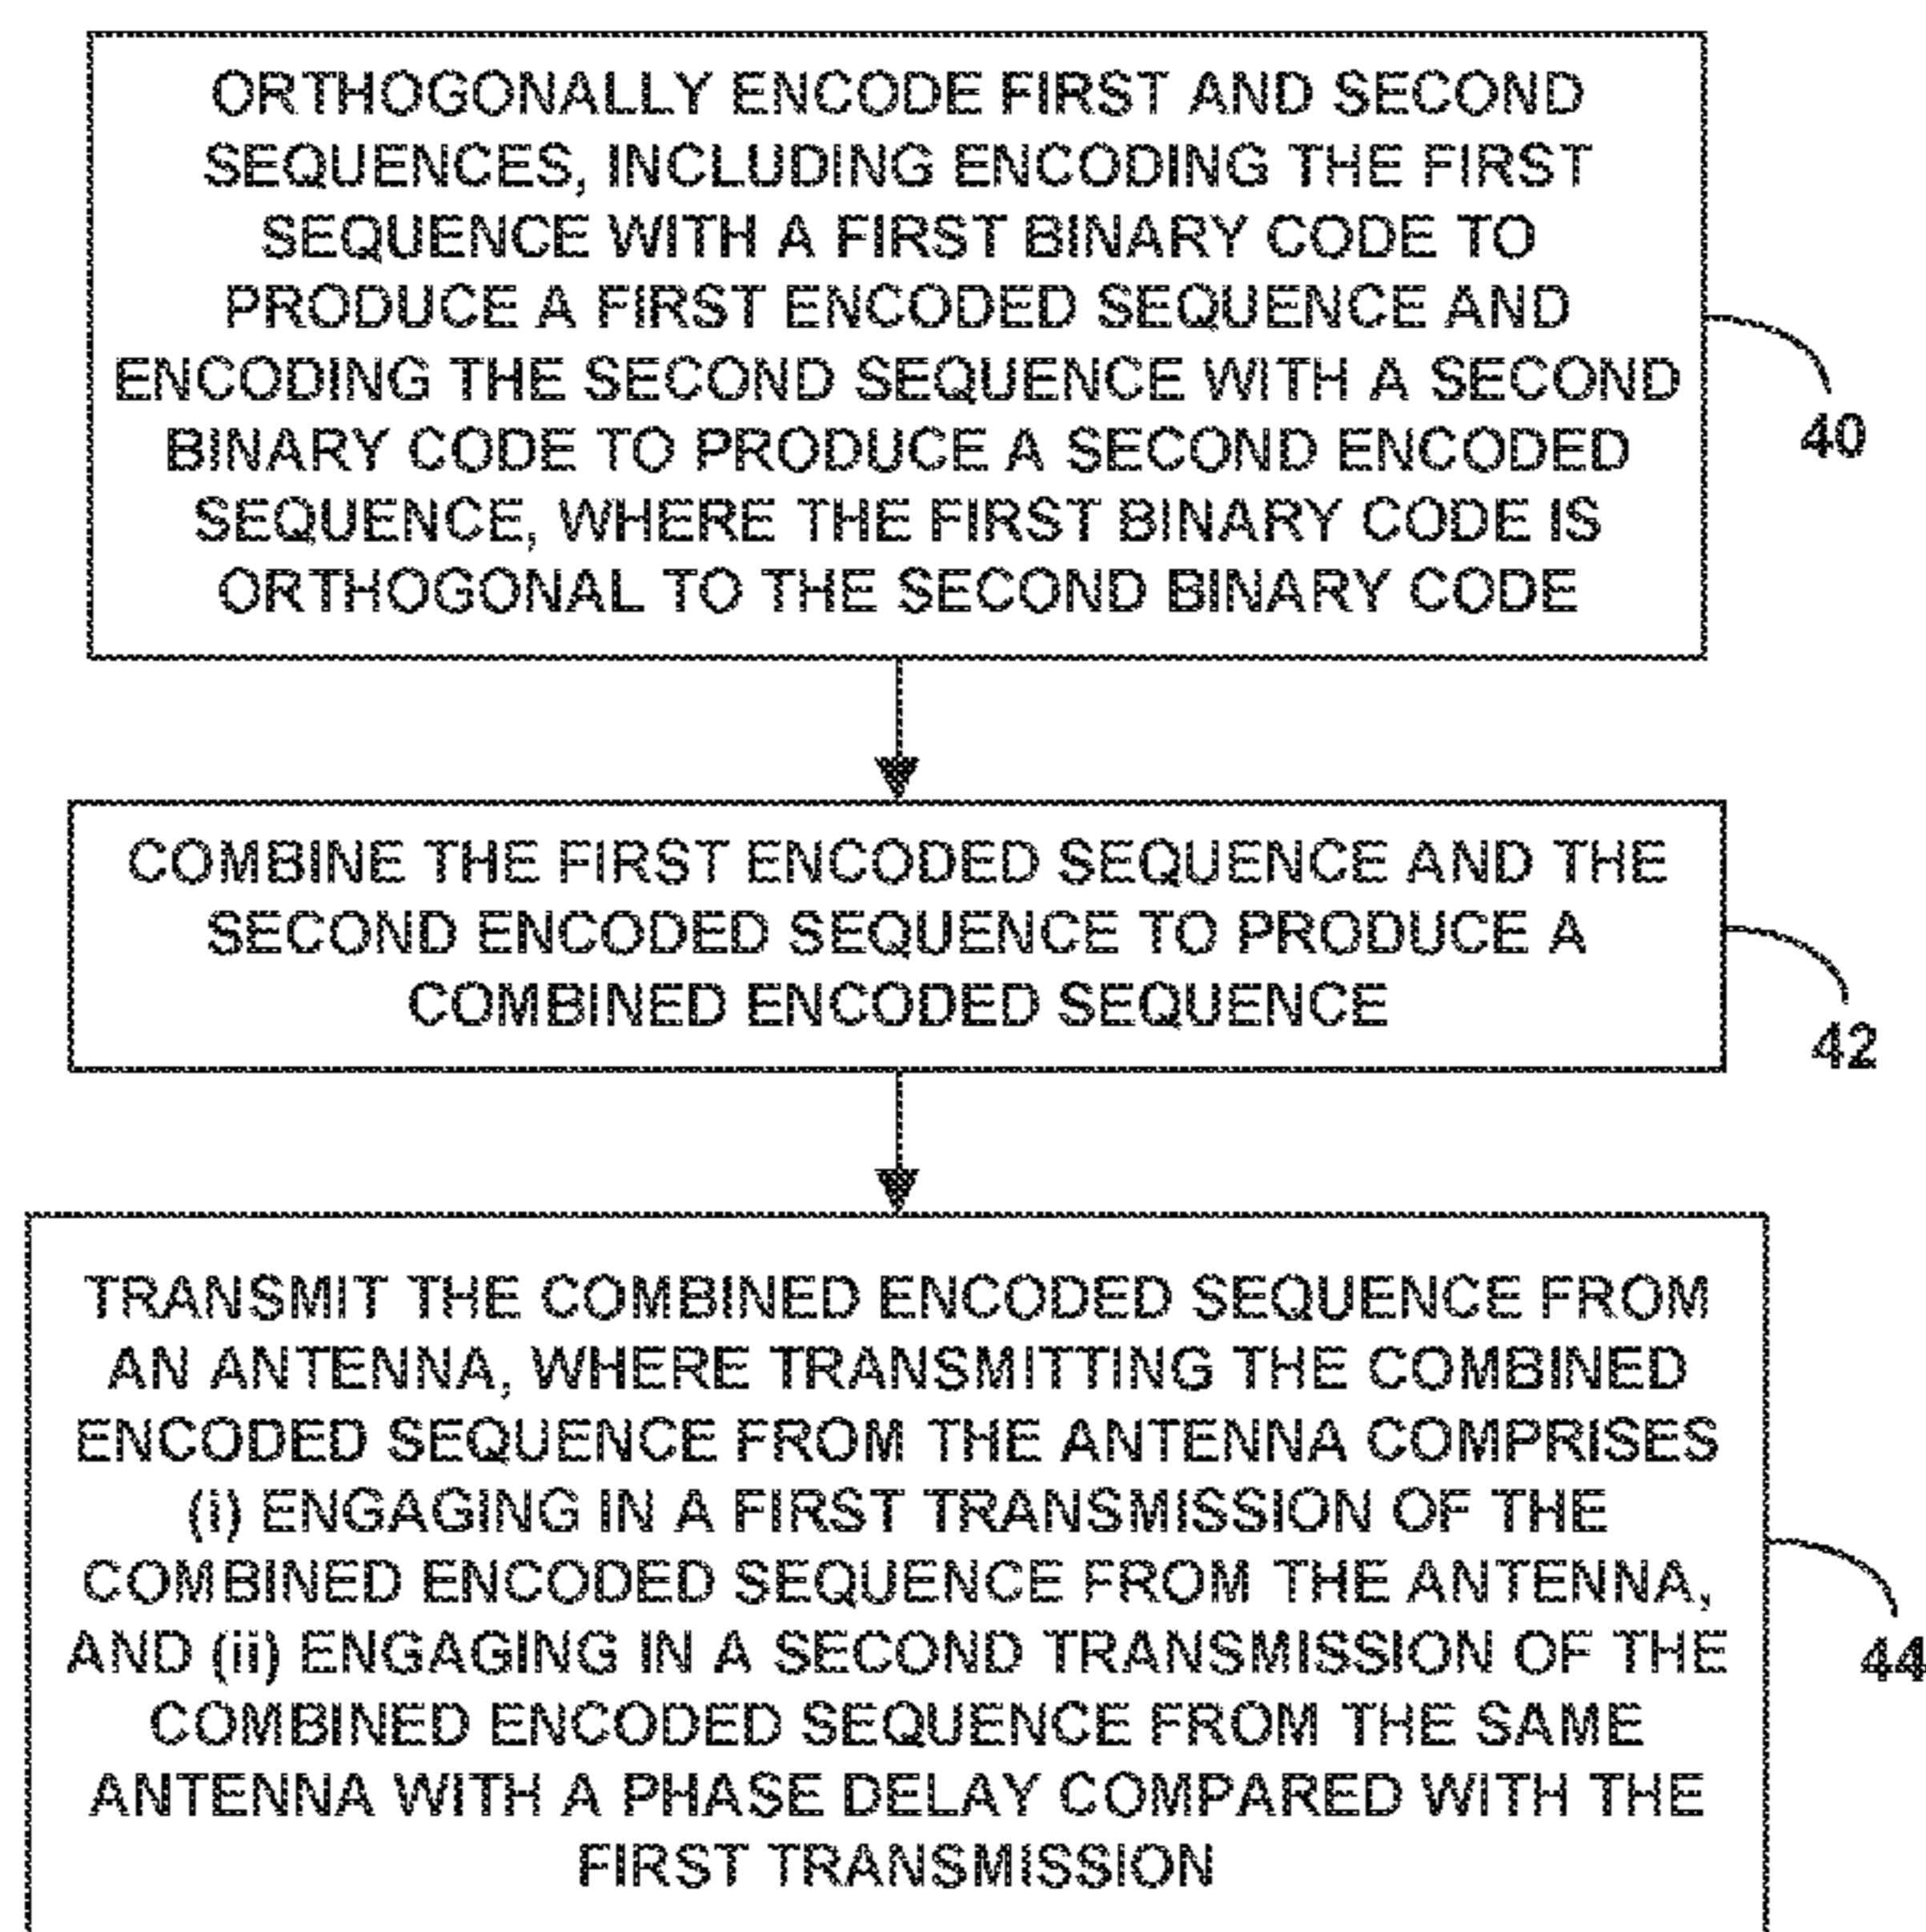 ORTHOGONALLY ENCODE FIRST AND SECOND
SEQUENCES, INCLUDING ENCODING THE FIRST
SEQUENCE WITH A FIRST BINARY CODE TO
PRODUCE A FIRST ENCODED SEQUENCE AND
ENCODING THE SECOND SEQUENCE WITH A SECOND
BINARY CODE TO PRODUCE A SECOND ENCODED
SEQUENCE, WHERE THE FIRST BINARY CODE IS
ORTHOGONAL TO THE SECOND BINARY CODE
40
COMBINE THE FIRST ENCODED SEQUENCE AND THE
SECOND ENCODED SEQUENCE TO PRODUCE A
COMBINED ENCODED SEQUENCE
42
TRANSMIT THE COMBINED ENCODED SEQUENCE FROM
AN ANTENNA, WHERE TRANSMITTING THE COMBINED
ENCODED SEQUENCE FROM THE ANTENNA COMPRISES
(i) ENGAGING IN A FIRST TRANSMISSION OF THE
COMBINED ENCODED SEQUENCE FROM THE ANTENNA,
AND (ii) ENGAGING IN A SECOND TRANSMISSION OF THE
COMBINED ENCODED SEQUENCE FROM THE SAME
ANTENNA WITH A PHASE DELAY COMPARED WITH THE
FIRST TRANSMISSION
44